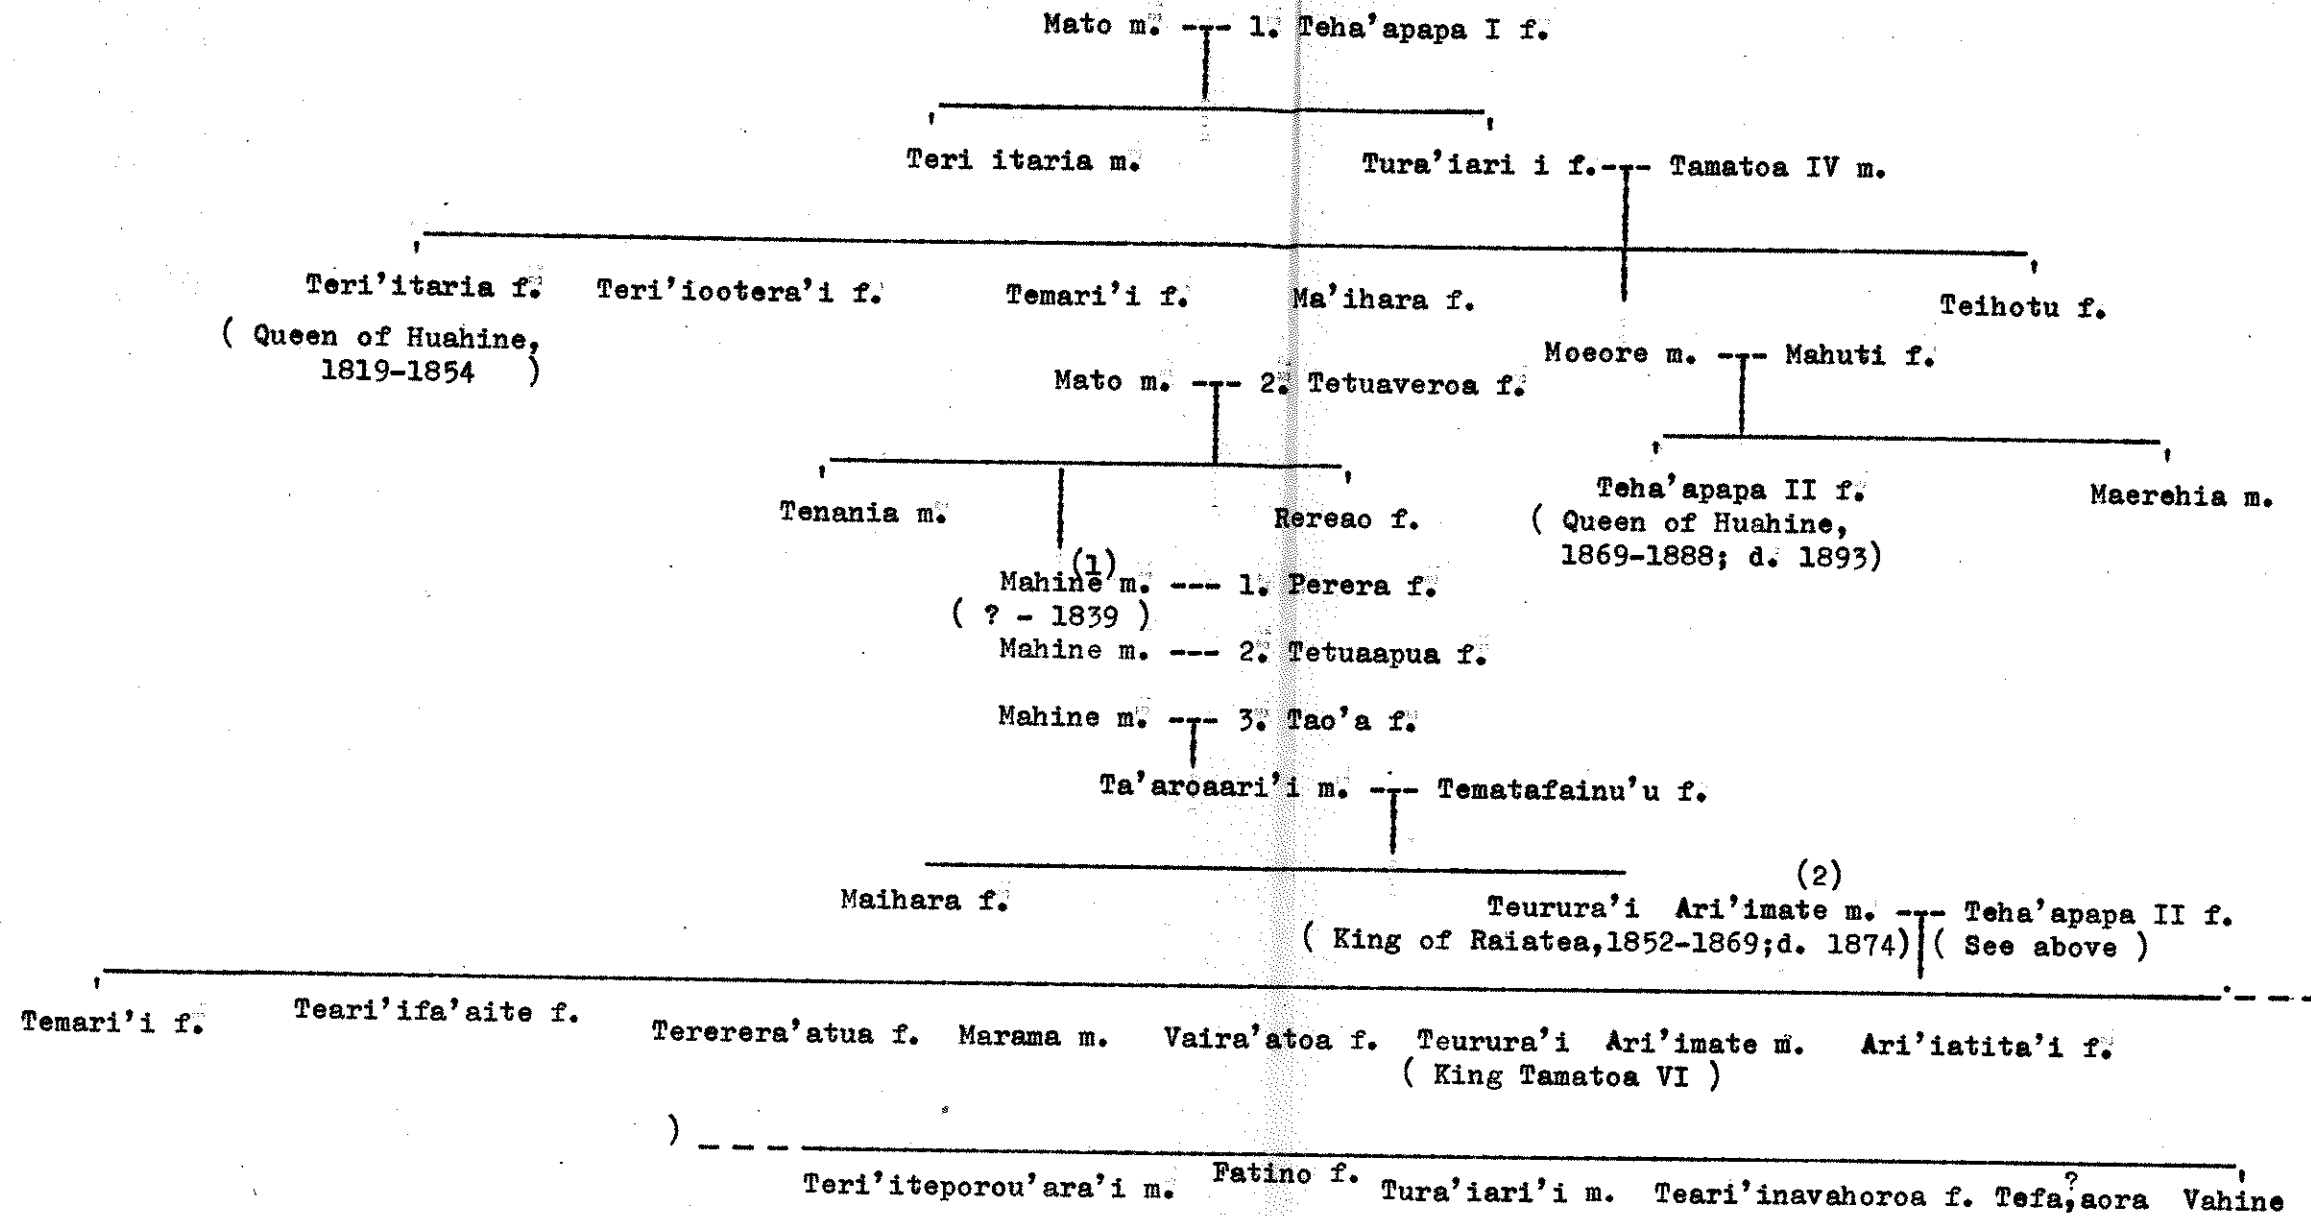 Mato m. --- 1. Teha'apapa I f.
Teri itaria m. Tura'iari i f.--- Tamatoa IV m.
Teri'itaria f. Teri'iootera'i f. Temari'i f. Ma'ihara f. Teihotu f.
( Queen of Huahine,
1819-1854 )
Moeore m. --- Mahuti f.
Mato m. --- 2. Tetuaveroa f.
Teha'apapa II f. Maerehia m.
Tenania m. Rereao f. ( Queen of Huahine,
1869-1888; d. 1893)
(1)
Mahine m. --- 1. Perera f.
( ? - 1839 )
Mahine m. --- 2. Tetuaapua f.
Mahine m. --- 3. Tao'a f.
Ta'aroaari'i m. --- Tematafainu'u f.
(2)
Maihara f. Teurura'i Ari'imate m. --- Teha'apapa II f.
( King of Raiatea,1852-1869;d. 1874) ( See above )
Temari'i f. Teari'ifa'aite f. Tererera'atua f. Marama m. Vaira'atoa f. Teurura'i Ari'imate m. Ari'iatita'i f.
( King Tamatoa VI )
)
?
Teri'iteporou'ara'i m. Fatino f. Tura'iari'i m. Teari'inavahoroa f. Tefa,aora Vahine